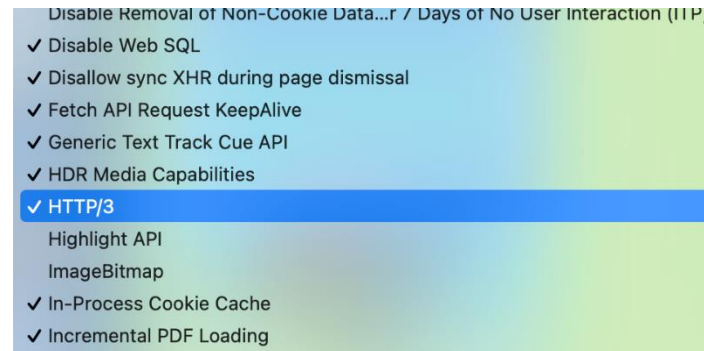 Disable Removal of Non-Cookie Data...r 7 Days of No User Interaction (ITP
✓ Disable Web SQL
✓ Disallow sync XHR during page dismissal
✓ Fetch API Request KeepAlive
✓ Generic Text Track Cue API
✓ HDR Media Capabilities
✓ HTTP/3
Highlight API
ImageBitmap
✓ In-Process Cookie Cache
✓ Incremental PDF Loading